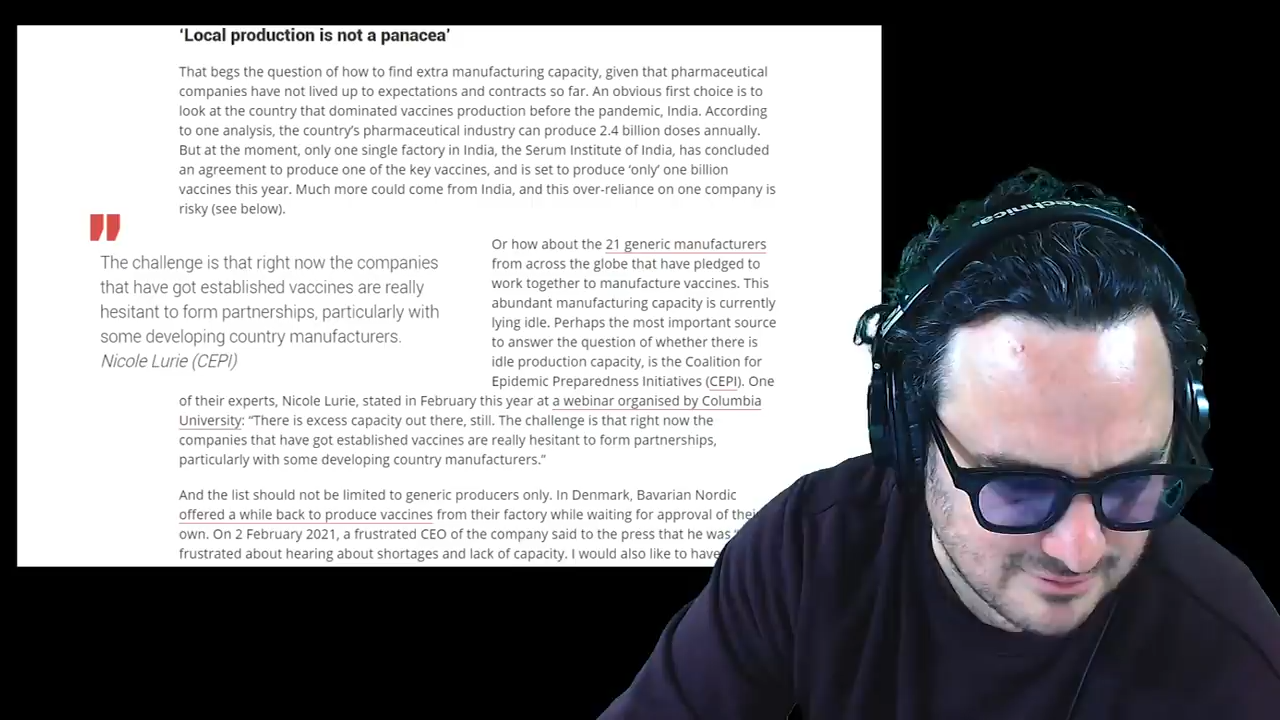 ‘Local production is not a panacea’
That begs the question of how to find extra manufacturing capacity, given that pharmaceutical
companies have not lived up to expectations and contracts so far. An obvious first choice is to
look at the country that dominated vaccines production before the pandemic, India. According
to one analysis, the country’s pharmaceutical industry can produce 2.4 billion doses annually.
But at the moment, only one single factory in India, the Serum Institute of India, has concluded
an agreement to produce one of the key vaccines, and is set to produce ‘only’ one billion
vaccines this year. Much more could come from India, and this over-reliance on one company is
risky (see below).
The challenge is that right now the companies
that have got established vaccines are really
hesitant to form partnerships, particularly with
some developing country manufacturers.
Nicole Lurie (CEPI)
Or how about the 21 generic manufacturers
from across the globe that have pledged to
work together to manufacture vaccines. This
abundant manufacturing capacity is currently
lying idle. Perhaps the most important source
to answer the question of whether there is
idle production capacity, is the Coalition for
Epidemic Preparedness Initiatives (CEPI). One
of their experts, Nicole Lurie, stated in February this year at a webinar organised by Columbia
University: “There is excess capacity out there, still. The challenge is that right now the
companies that have got established vaccines are really hesitant to form partnerships,
particularly with some developing country manufacturers.”
And the list should not be limited to generic producers only. In Denmark, Bavarian Nordic
offered a while back to produce vaccines from their factory while waiting for approval of their
own. On 2 February 2021, a frustrated CEO of the company said to the press that he was
frustrated about hearing about shortages and lack of capacity. I would also like to have